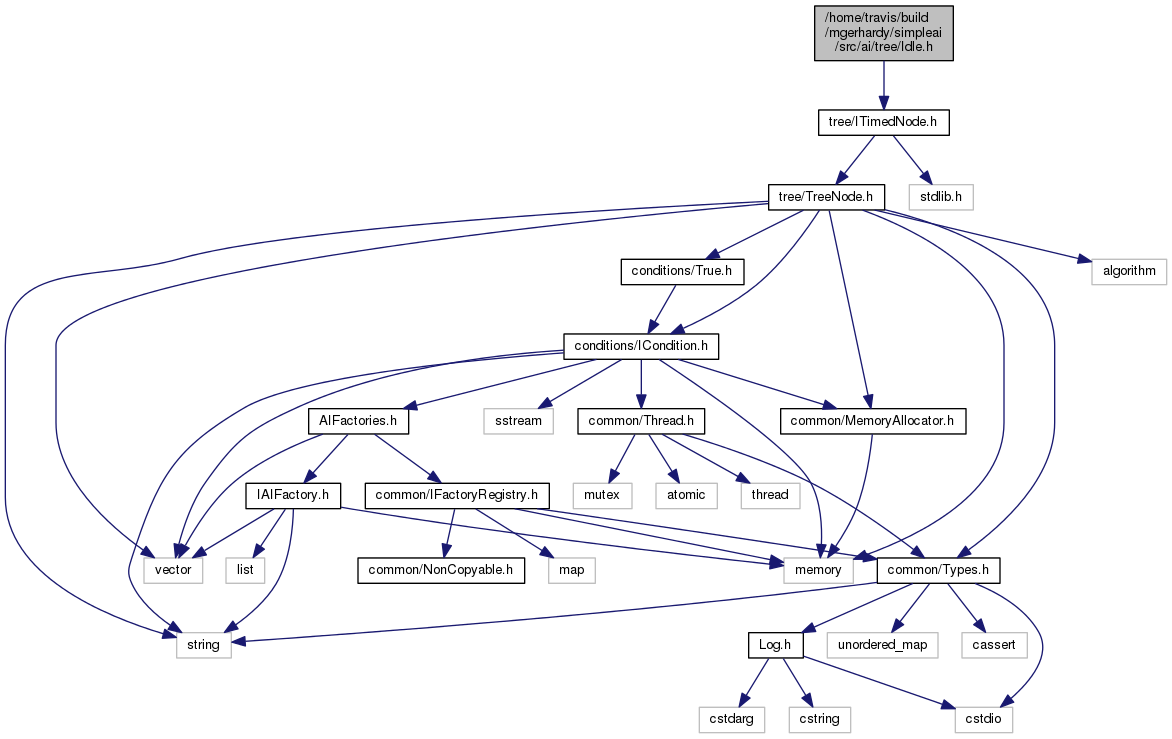 /home/travis/build
/mgerhardy/simpleai
/src/ai/tree/Idle.h
tree/ITimedNode.h
tree/TreeNode.h
stdlib.h
conditions/True.h
algorithm
conditions/ICondition.h
AIFactories.h
sstream
common/Thread.h
common/MemoryAllocator.h
IAIFactory.h
common/IFactoryRegistry.h
mutex
atomic
thread
vector
list
common/NonCopyable.h
map
memory
common/Types.h
string
Log.h
unordered_map
cassert
cstdarg
cstring
cstdio